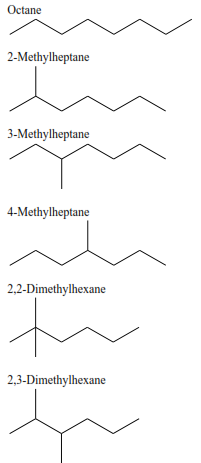 Octane
2-Methylheptane
3-Methylheptane
4-Methylheptane
2,2-Dimethylhexane
2,3-Dimethylhexane